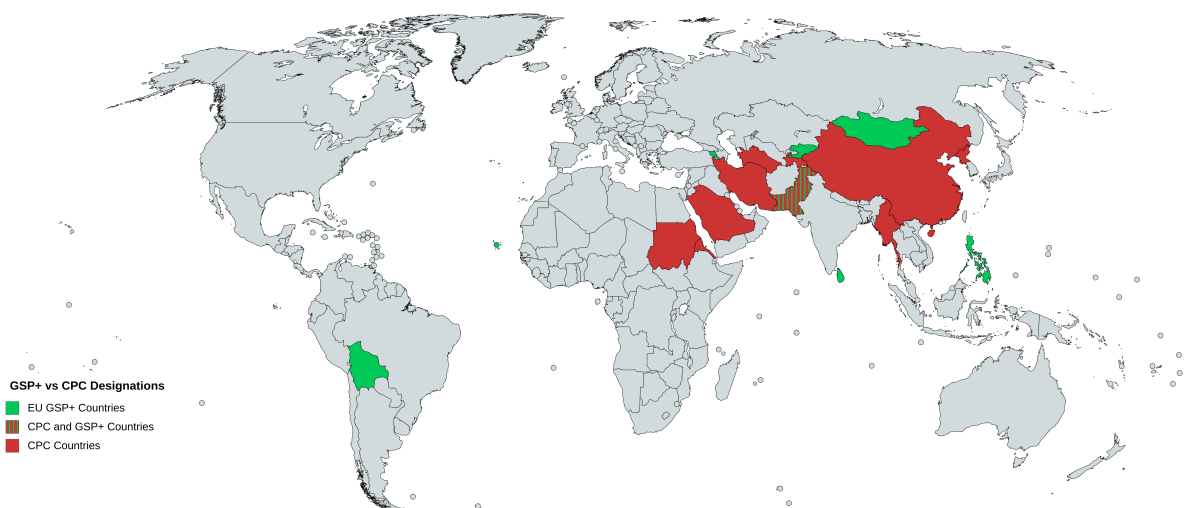 GSP+ vs CPC Designations
EU GSP+ Countries
CPC and GSP+ Countries
CPC Countries